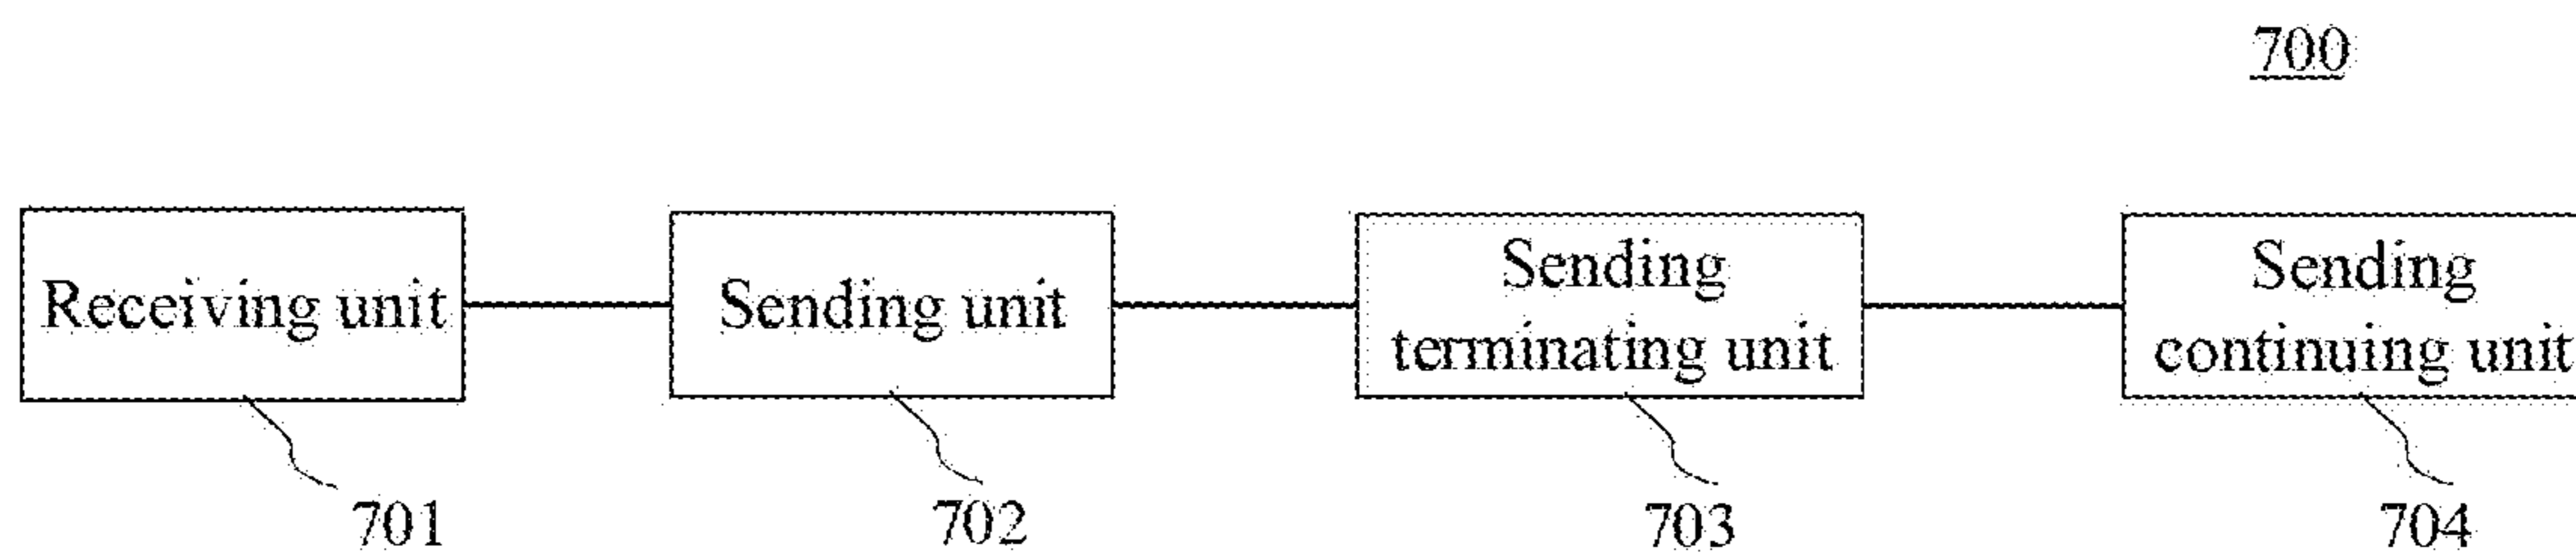 700
Receiving unit
Sending unit
Sending
terminating unit
Sending
continuing unit
701
702
703
704